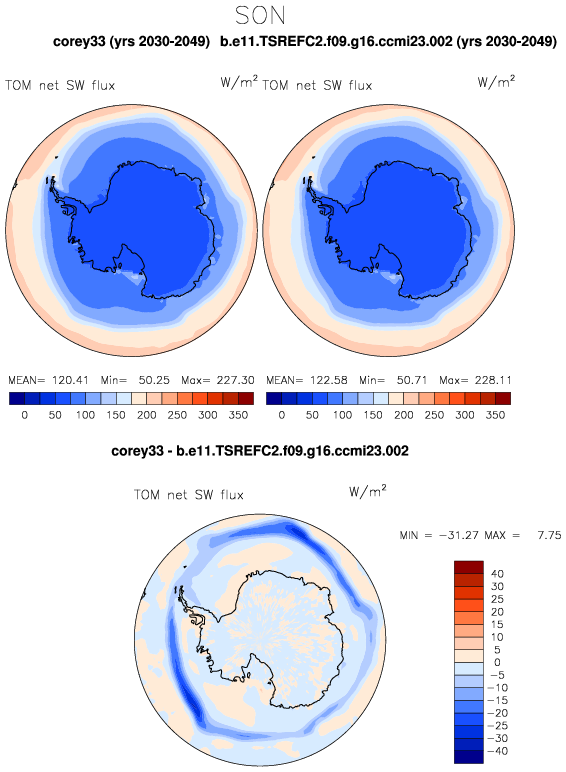 SON
corey33 (yrs 2030-2049) b.e11.TSREFC2.f09.g16.ccmi23.002 (yrs 2030-2049)
TOM net SW flux W/m² TOM net SW flux W/m²
MEAN= 120.41 Min= 50.25 Max= 227.30 MEAN= 122.58 Min= 50.71 Max= 228.11
0 50 100 150 200 250 300 350 0 50 100 150 200 250 300 350
corey33 - b.e11.TSREFC2.f09.g16.ccmi23.002
TOM net SW flux W/m²
MIN = -31.27 MAX = 7.75
40
30
25
20
15
10
5
0
-5
-10
-15
-20
-25
-30
-40